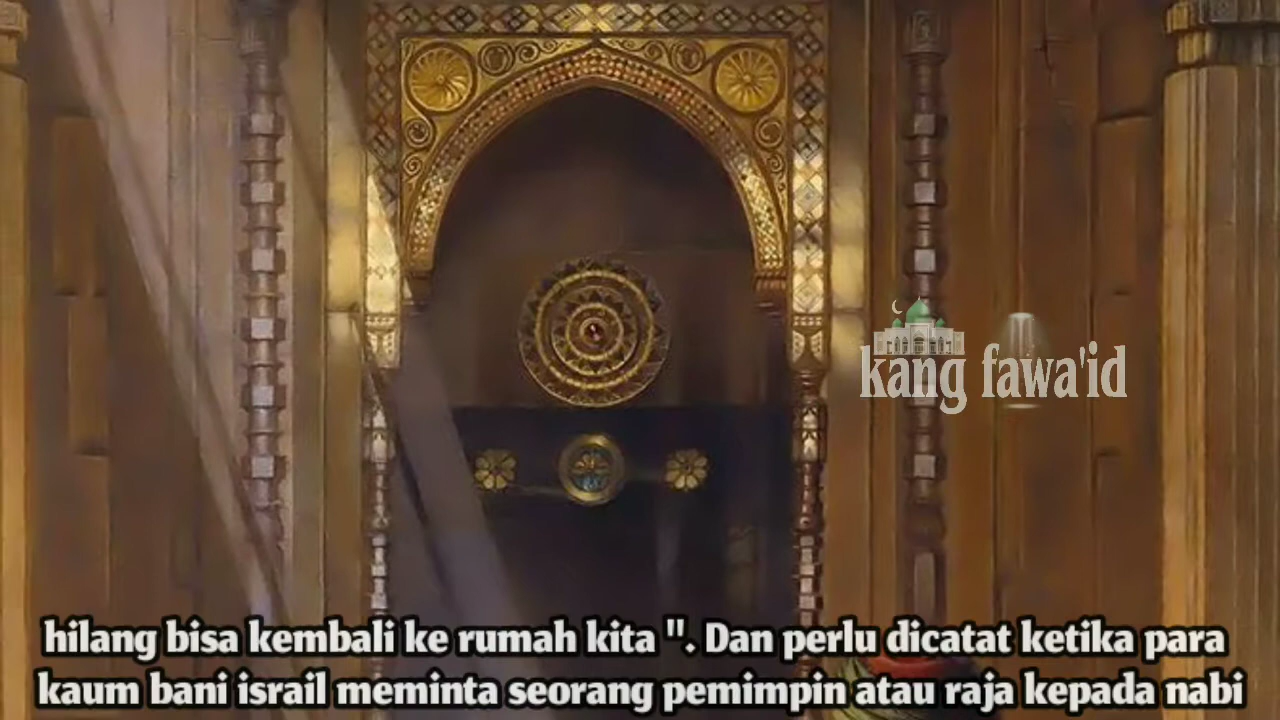 kang fawa'id
hilang bisa kembali ke rumah kita ". Dan perlu dicatat ketika para
kaum bani israil meminta seorang pemimpin atau raja kepada nabi